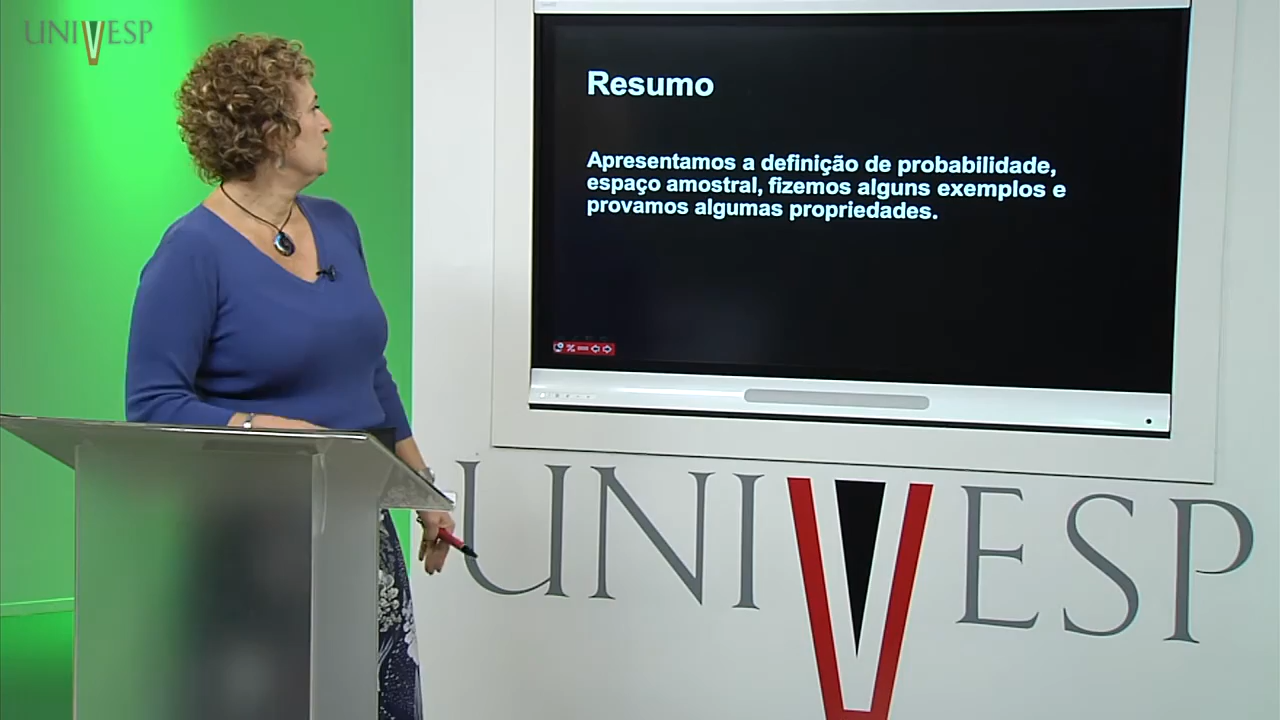 UNIVESP
Resumo
Apresentamos a definição de probabilidade,
espaço amostral, fizemos alguns exemplos e
provamos algumas propriedades.
UNIVESP